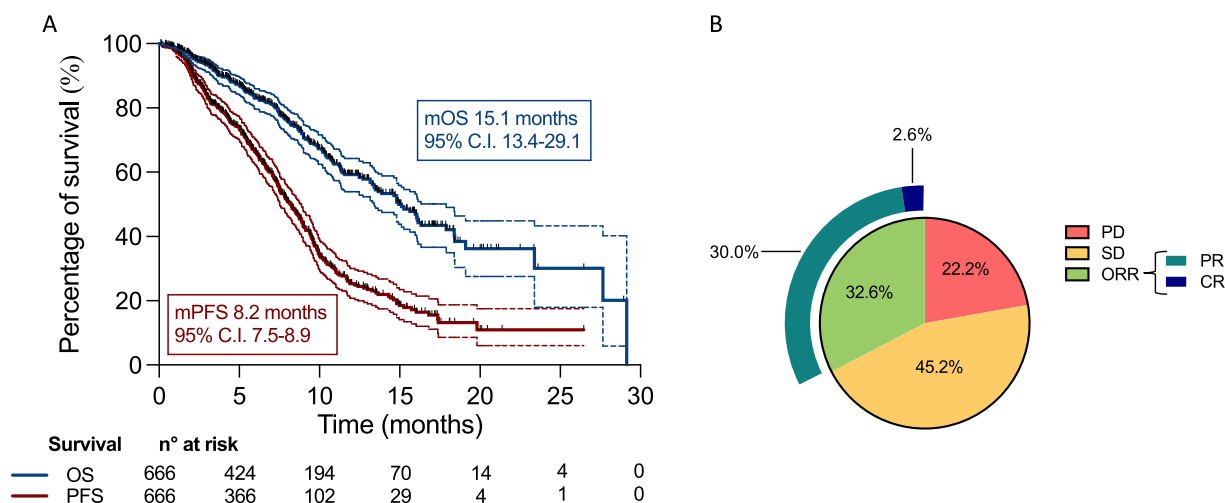 A
Percentage of survival (%)
100
80
60
40
20
0
mOS 15.1 months
95% C.I. 13.4-29.1
mPFS 8.2 months
95% C.I. 7.5-8.9
0 5 10 15 20 25 30
Time (months)
Survival n° at risk
OS 666 424 194 70 14 4 0
PFS 666 366 102 29 4 1 0
B
2.6%
30.0%
22.2%
32.6%
45.2%
PD
SD
ORR
PR
CR